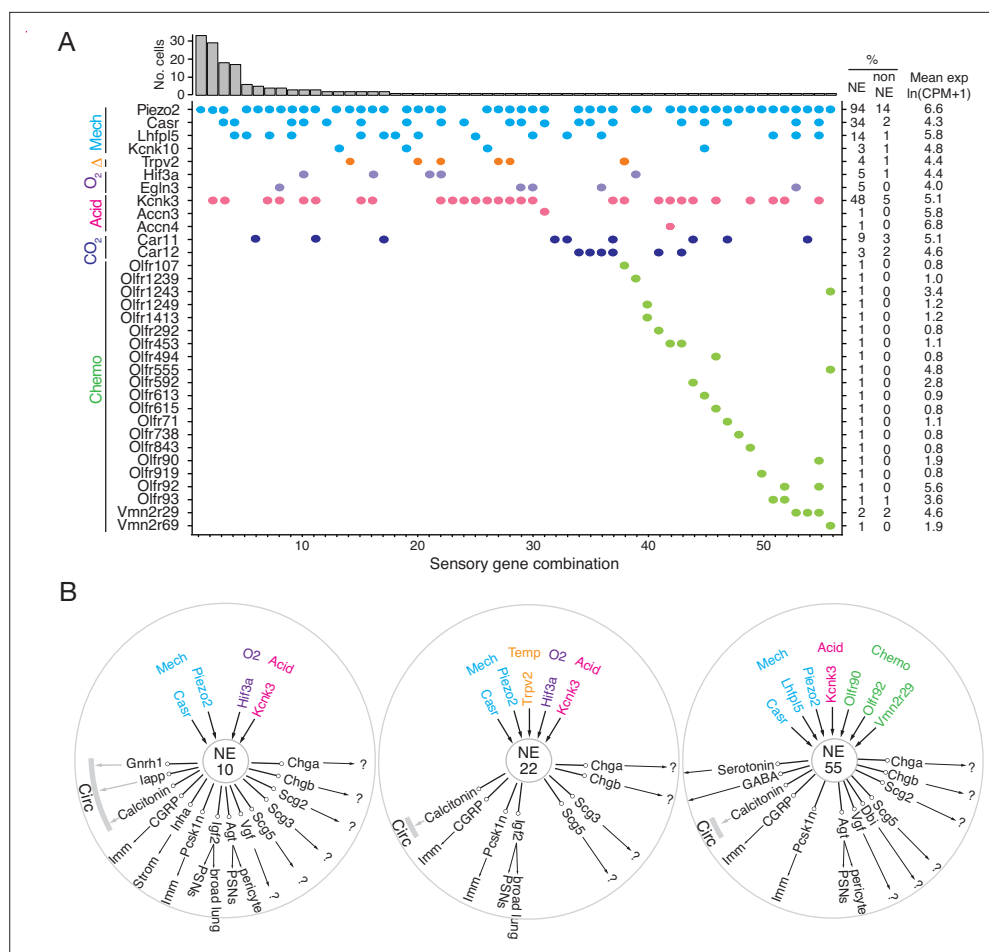 A
No. cells
30
20
10
0
%
NE
non
NE
Mean exp
ln(CPM+1)
Mech
Δ
O2
Acid
CO2
Chemo
Piezo2 94 14 6.6
Casr 34 2 4.3
Lhfpl5 14 1 5.8
Kcnk10 3 1 4.8
Trpv2 4 1 4.4
Hif3a 5 1 4.4
Egln3 5 0 4.0
Kcnk3 48 5 5.1
Accn3 1 0 5.8
Accn4 1 0 6.8
Car11 9 3 5.1
Car12 3 2 4.6
Olfr107 1 0 0.8
Olfr1239 1 0 1.0
Olfr1243 1 0 3.4
Olfr1249 1 0 1.2
Olfr1413 1 0 1.2
Olfr292 1 0 0.8
Olfr453 1 0 1.1
Olfr494 1 0 0.8
Olfr555 1 0 4.8
Olfr592 1 0 2.8
Olfr613 1 0 0.9
Olfr615 1 0 0.8
Olfr71 1 0 1.1
Olfr738 1 0 0.8
Olfr843 1 0 0.8
Olfr90 1 0 1.9
Olfr919 1 0 0.8
Olfr92 1 0 5.6
Olfr93 1 1 3.6
Vmn2r29 2 2 4.6
Vmn2r69 1 0 1.9
10 20 30 40 50
Sensory gene combination
B
Mech
O2
Acid
Casr
Piezo2
Hif3a
Kcnk3
NE
10
Gnrh1
Iapp
Calcitonin
Circ
CGRP
Imm
Inha
Strom
Pcsk1n
Imm
Igf2
PSNs
broad lung
Agt
PSNs
pericyte
Vgf
?
Scg5
?
Scg3
?
Scg2
?
Chgb
?
Chga
?
Mech
Temp
O2
Acid
Casr
Piezo2
Trpv2
Hif3a
Kcnk3
NE
22
Calcitonin
Circ
CGRP
Imm
Pcsk1n
Imm
Igf2
PSNs
broad lung
Scg5
?
Scg3
?
Chgb
?
Chga
?
Mech
Acid
Chemo
Casr
Lhfpl5
Piezo2
Kcnk3
Olfr90
Olfr92
Vmn2r29
NE
55
Serotonin
GABA
Calcitonin
Circ
CGRP
Imm
Pcsk1n
Imm
Agt
PSNs
pericyte
Vgf
?
Dbi
?
Scg5
?
Scg2
?
Chgb
?
Chga
?